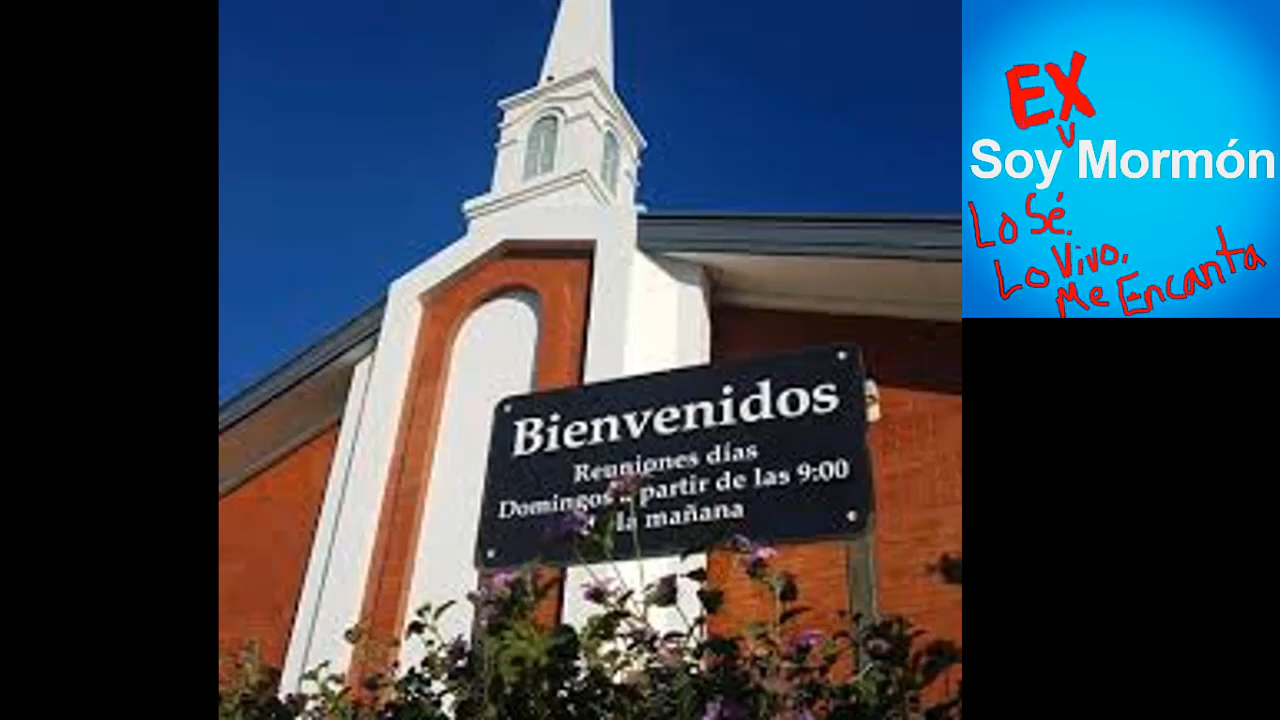 Bienvenidos
Reuniones días
Domingos a partir de las 9:00
la mañana
EX
Soy Mormón
Lo Sé.
Lo Vivo.
Me Encanta